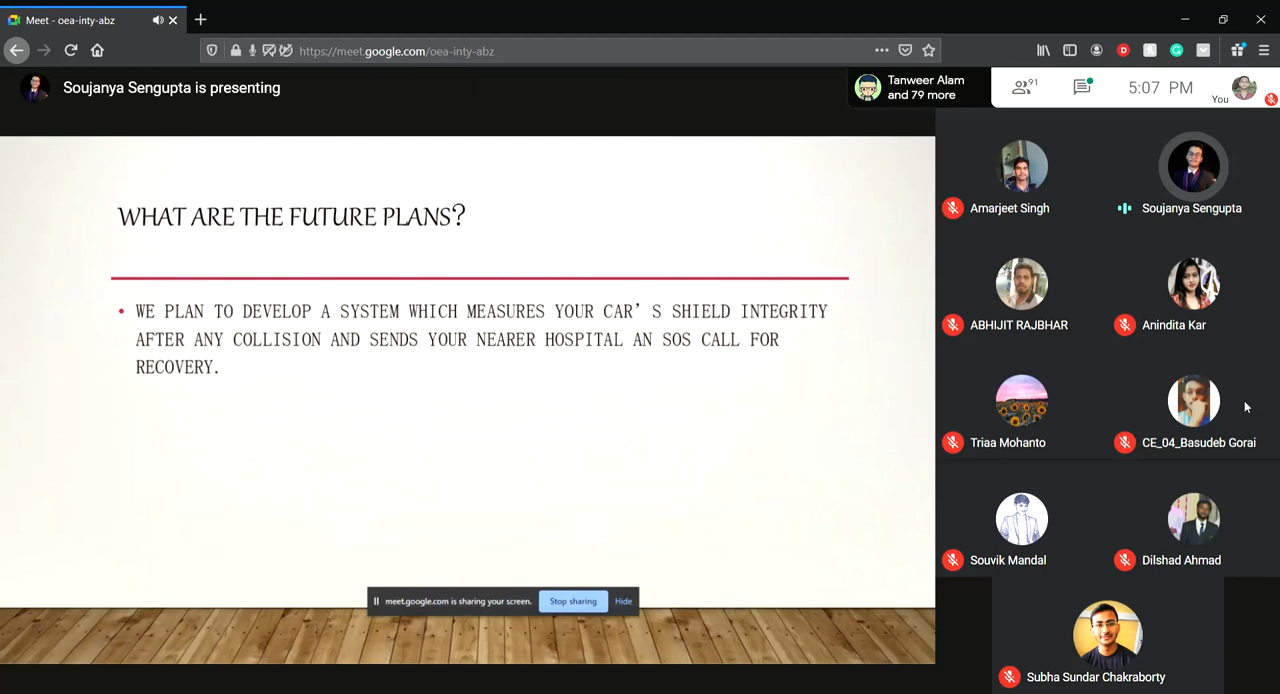 Meet - oea-inty-abz
https://meet.google.com/oea-inty-abz
Soujanya Sengupta is presenting
Tanweer Alam
and 79 more
91
5:07 PM
You
WHAT ARE THE FUTURE PLANS?
• WE PLAN TO DEVELOP A SYSTEM WHICH MEASURES YOUR CAR'S SHIELD INTEGRITY
AFTER ANY COLLISION AND SENDS YOUR NEARER HOSPITAL AN SOS CALL FOR
RECOVERY.
meet.google.com is sharing your screen. Stop sharing Hide
Amarjeet Singh
Soujanya Sengupta
ABHIJIT RAJBHAR
Anindita Kar
Triaa Mohanto
CE_04_Basudeb Gorai
Souvik Mandal
Dilshad Ahmad
Subha Sundar Chakraborty